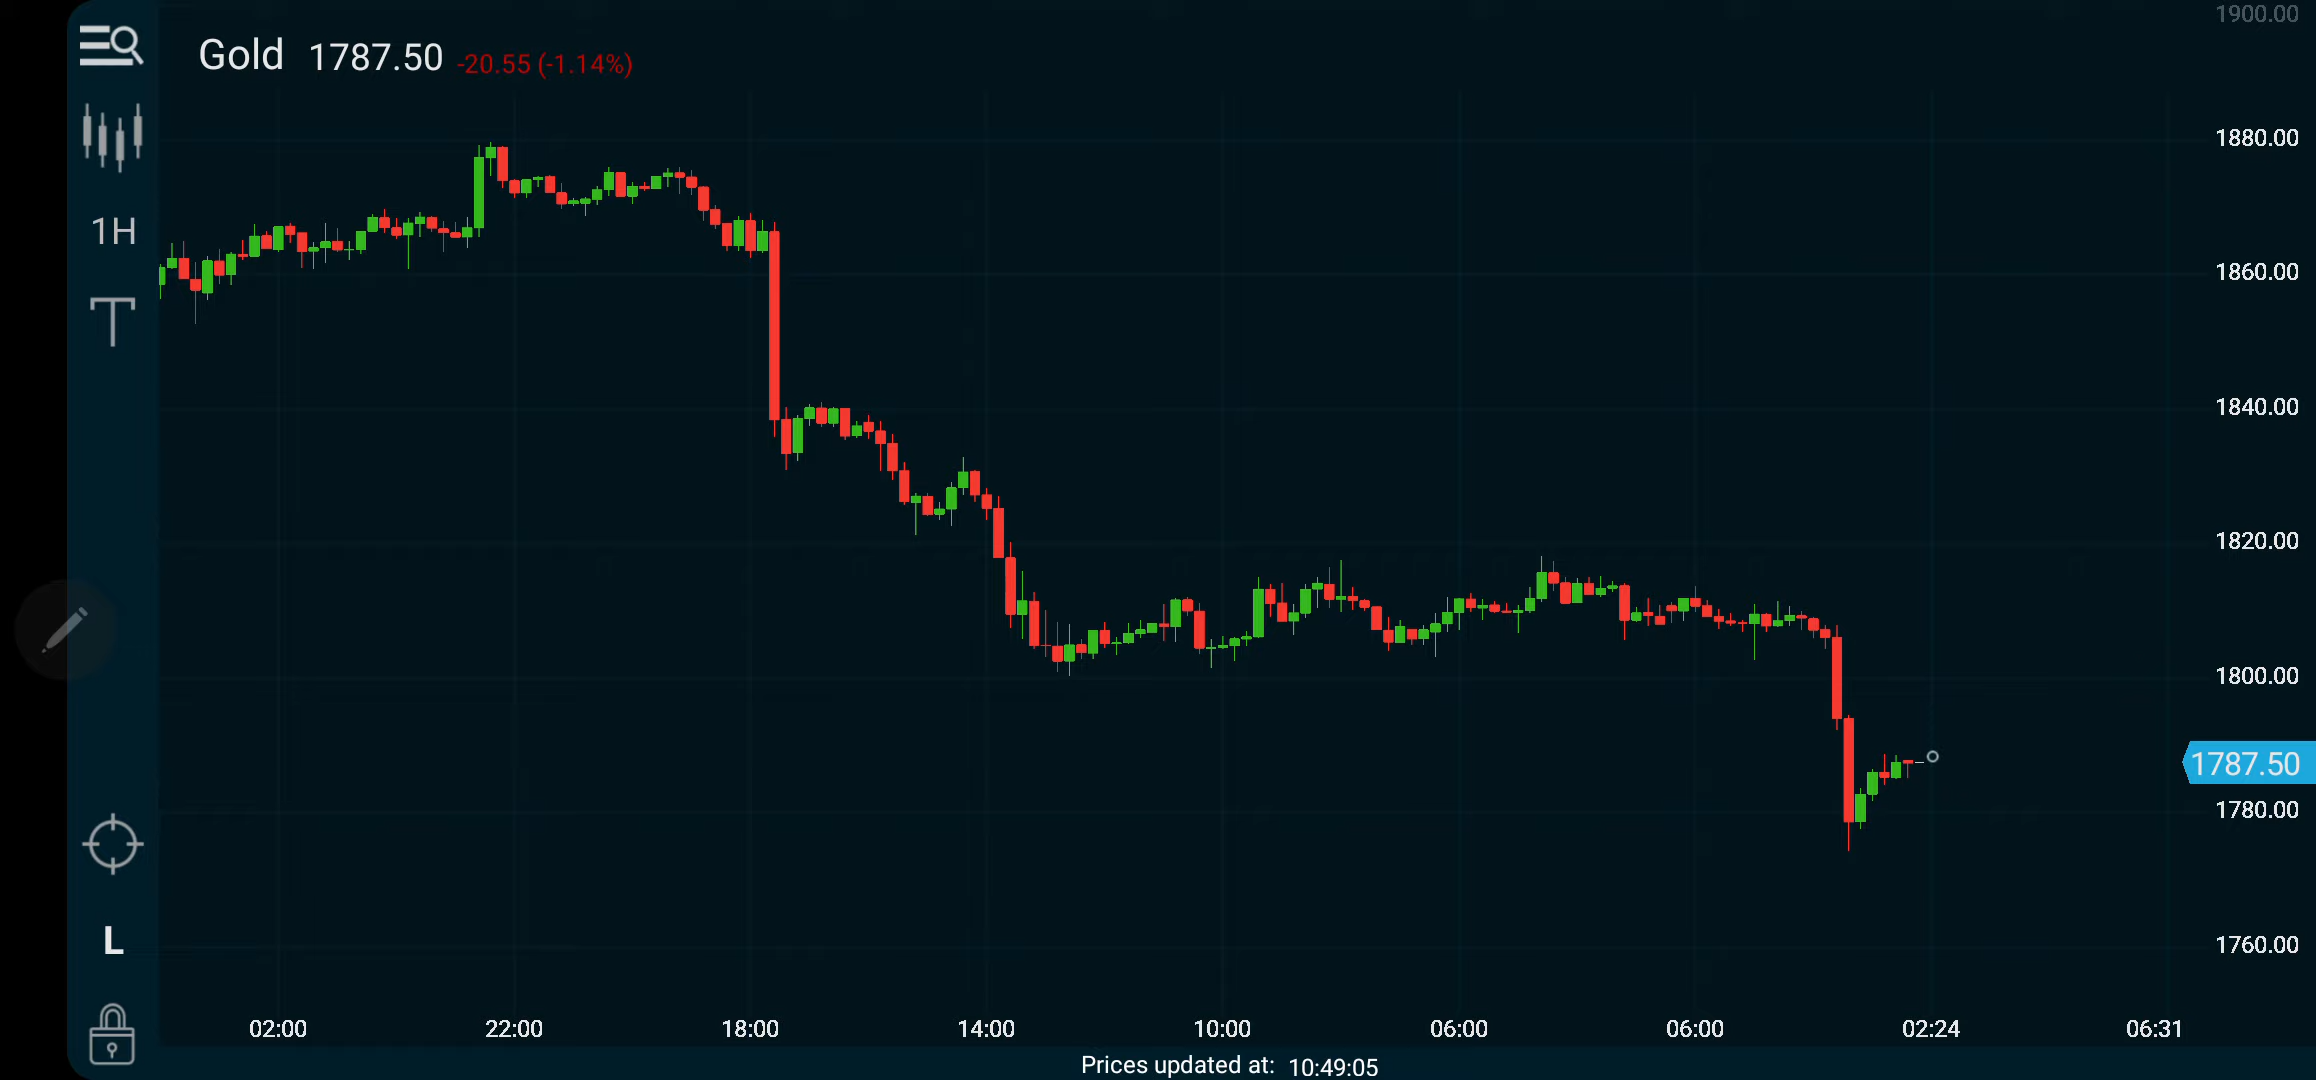 1900.00
Gold 1787.50 -20.55 (-1.14%)
1880.00
1H
1860.00
T
1840.00
1820.00
1800.00
1787.50
1780.00
L
1760.00
02:00 22:00 18:00 14:00 10:00 06:00 06:00 02:24 06:31
Prices updated at: 10:49:05